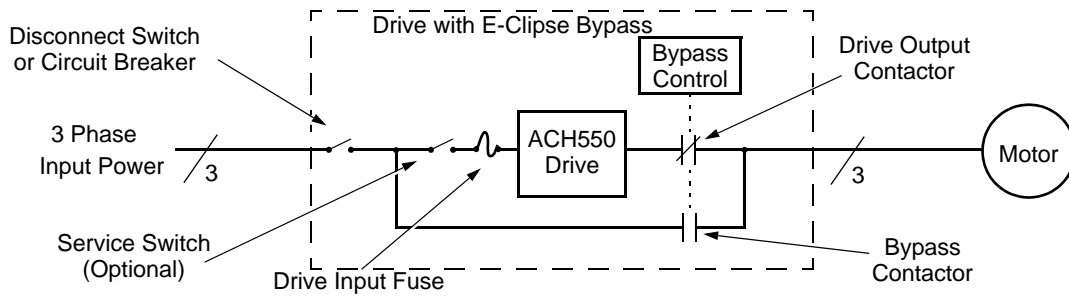 Drive with E-Clipse Bypass
Disconnect Switch
or Circuit Breaker
Bypass
Control
Drive Output
Contactor
3 Phase
Input Power
3
ACH550
Drive
3
Motor
Service Switch
(Optional)
Drive Input Fuse
Bypass
Contactor